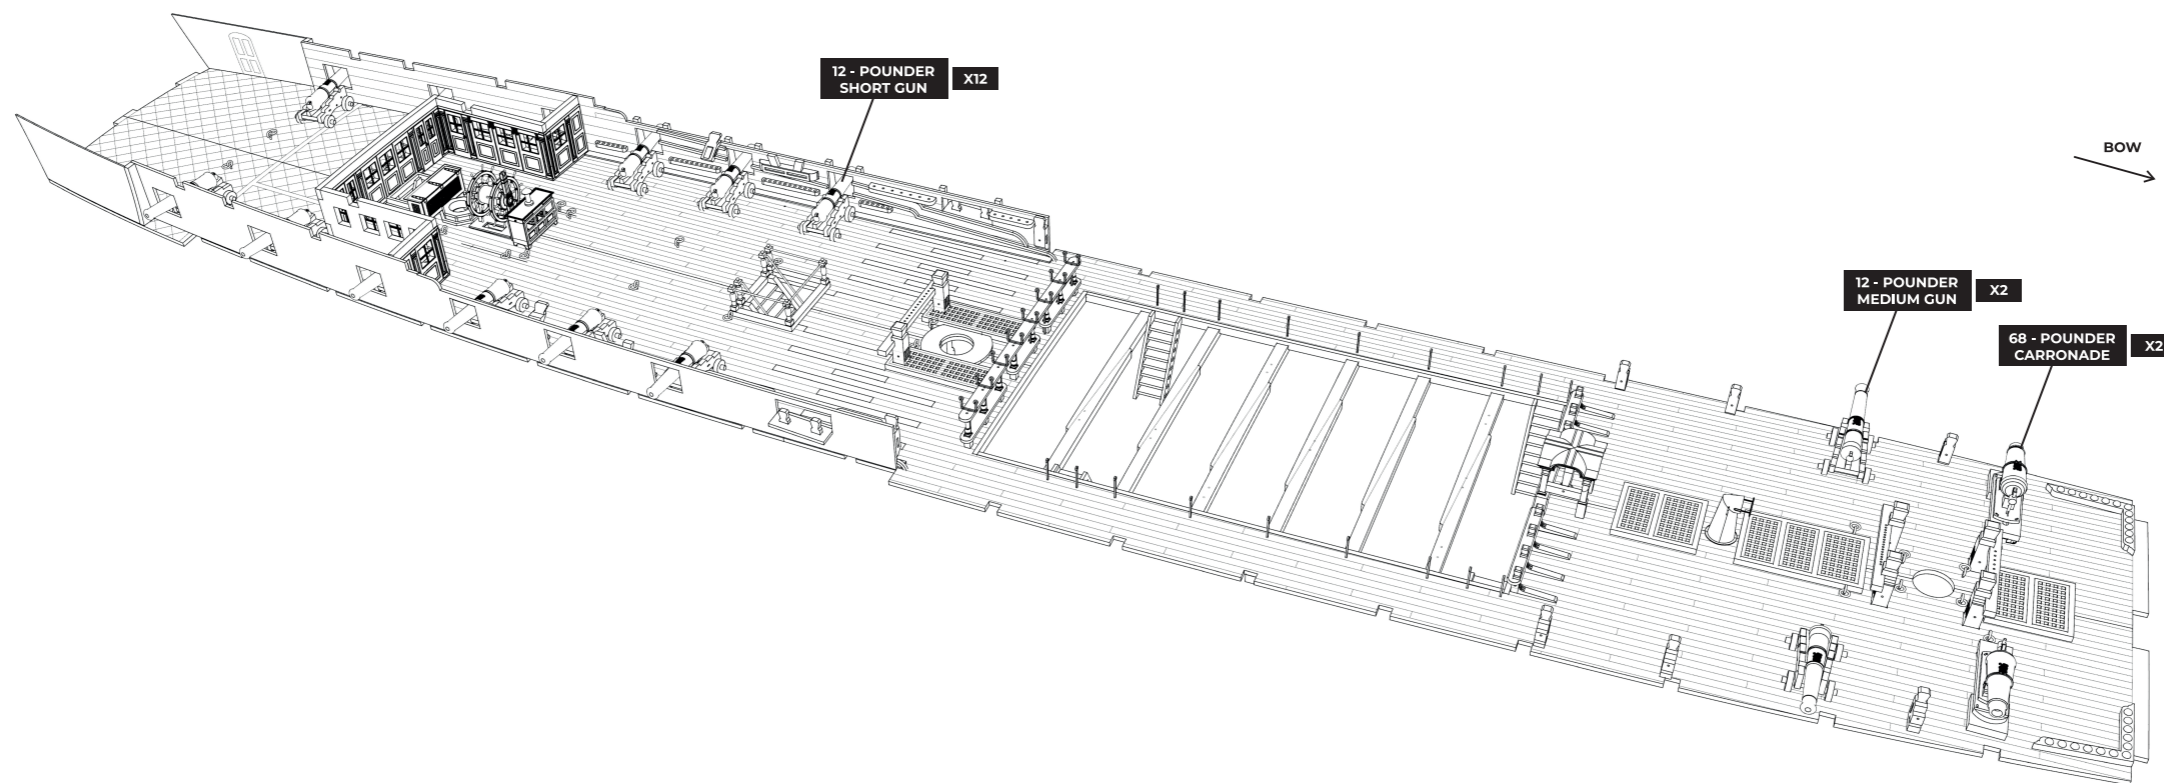 12 - POUNDER
SHORT GUN
X12
BOW
12 - POUNDER
MEDIUM GUN
X2
68 - POUNDER
CARRONADE
X2